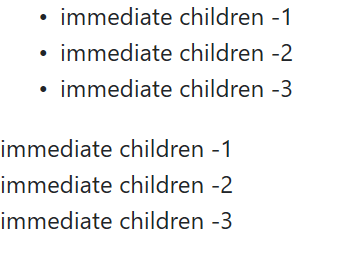 • immediate children -1
• immediate children -2
• immediate children -3
immediate children -1
immediate children -2
immediate children -3